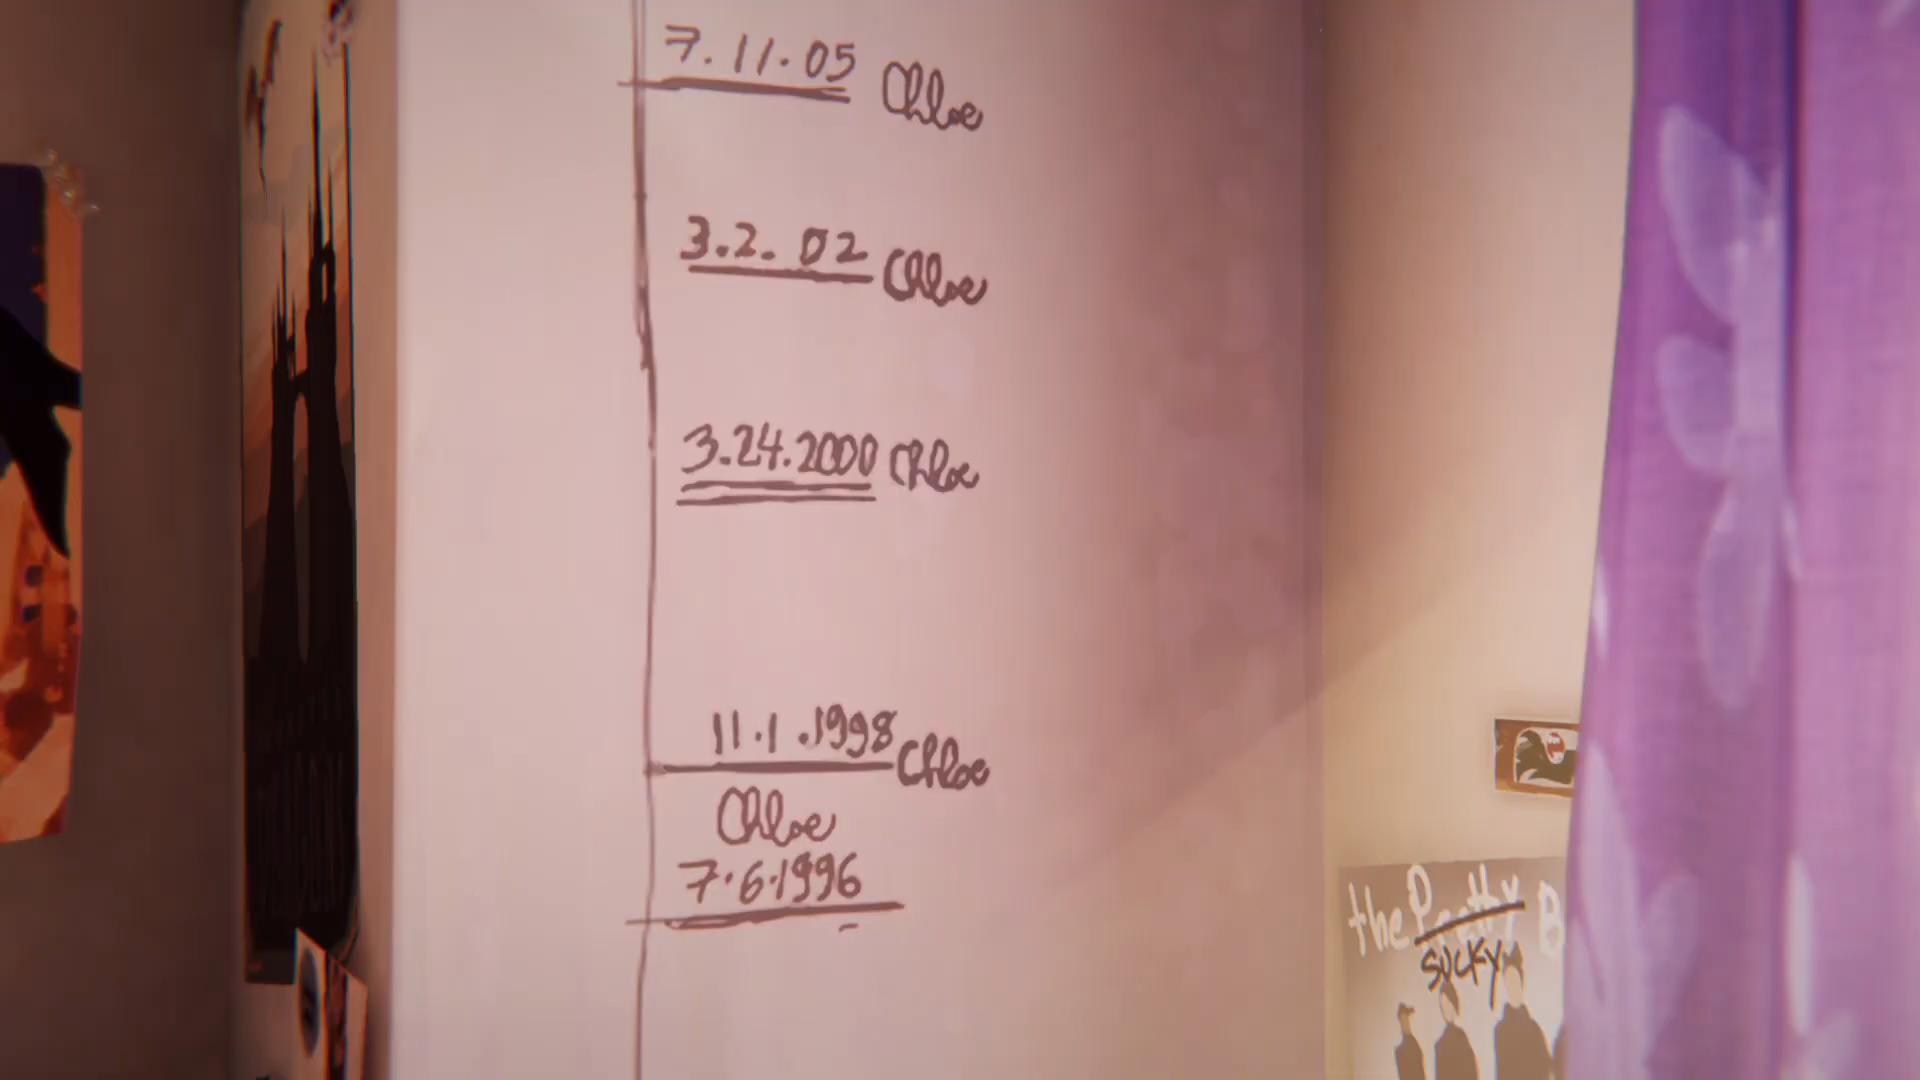 7.11.05 Chloe
3.2.02 Chloe
3.24.2000 Chloe
11.1.1998 Chloe
Chloe
7.6.1996
the Pretty B
SUCKY